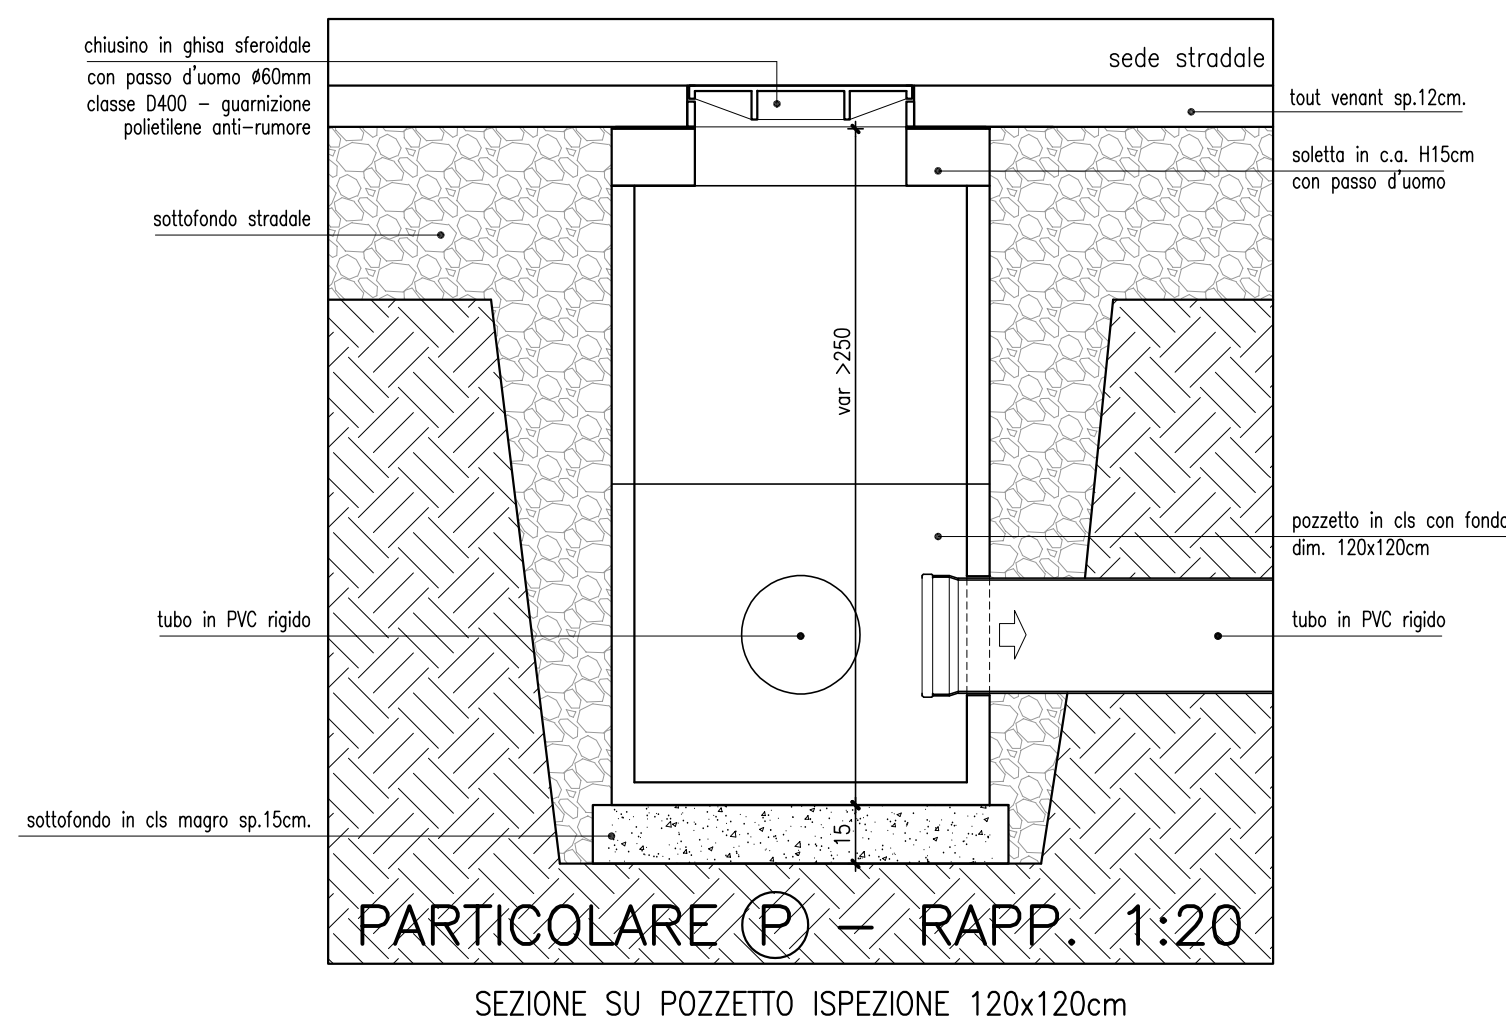 chiusino in ghisa sferoidale
con passo d'uomo Ø60mm
classe D400 - guarnizione
polietilene anti-rumore
sede stradale
tout venant sp.12cm.
soletta in c.a. H15cm
con passo d'uomo
sottofondo stradale
var >250
pozzetto in cls con fondo
dim. 120x120cm
tubo in PVC rigido
tubo in PVC rigido
sottofondo in cls magro sp.15cm.
15
PARTICOLARE P - RAPP. 1:20
SEZIONE SU POZZETTO ISPEZIONE 120x120cm